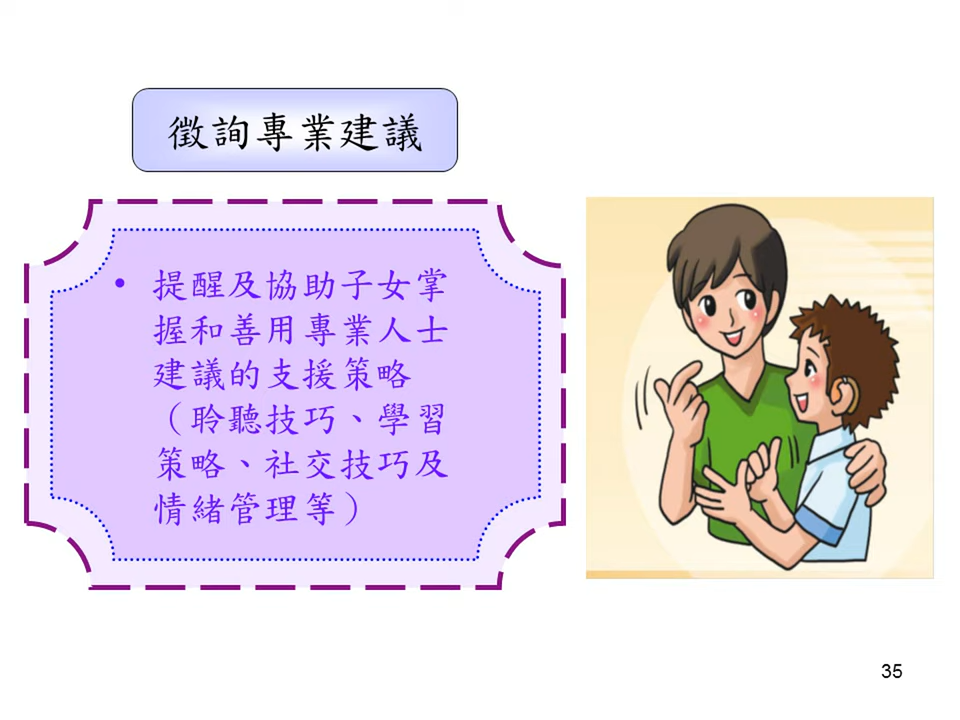 徵詢專業建議
• 提醒及協助子女掌
握和善用專業人士
建議的支援策略
（聆聽技巧、學習
策略、社交技巧及
情緒管理等）
35